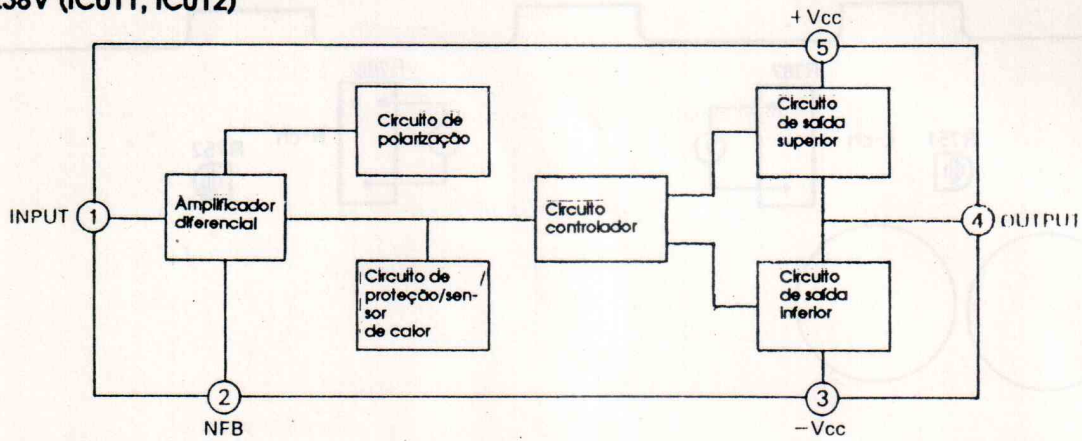 +Vcc
5
Circuito de
polarização
Circuito
de saída
superior
INPUT 1
Amplificador
diferencial
Circuito
controlador
4 OUTPUT
Circuito de
proteção/sen-
sor
de calor
Circuito
de saída
inferior
2
NFB
3
−Vcc